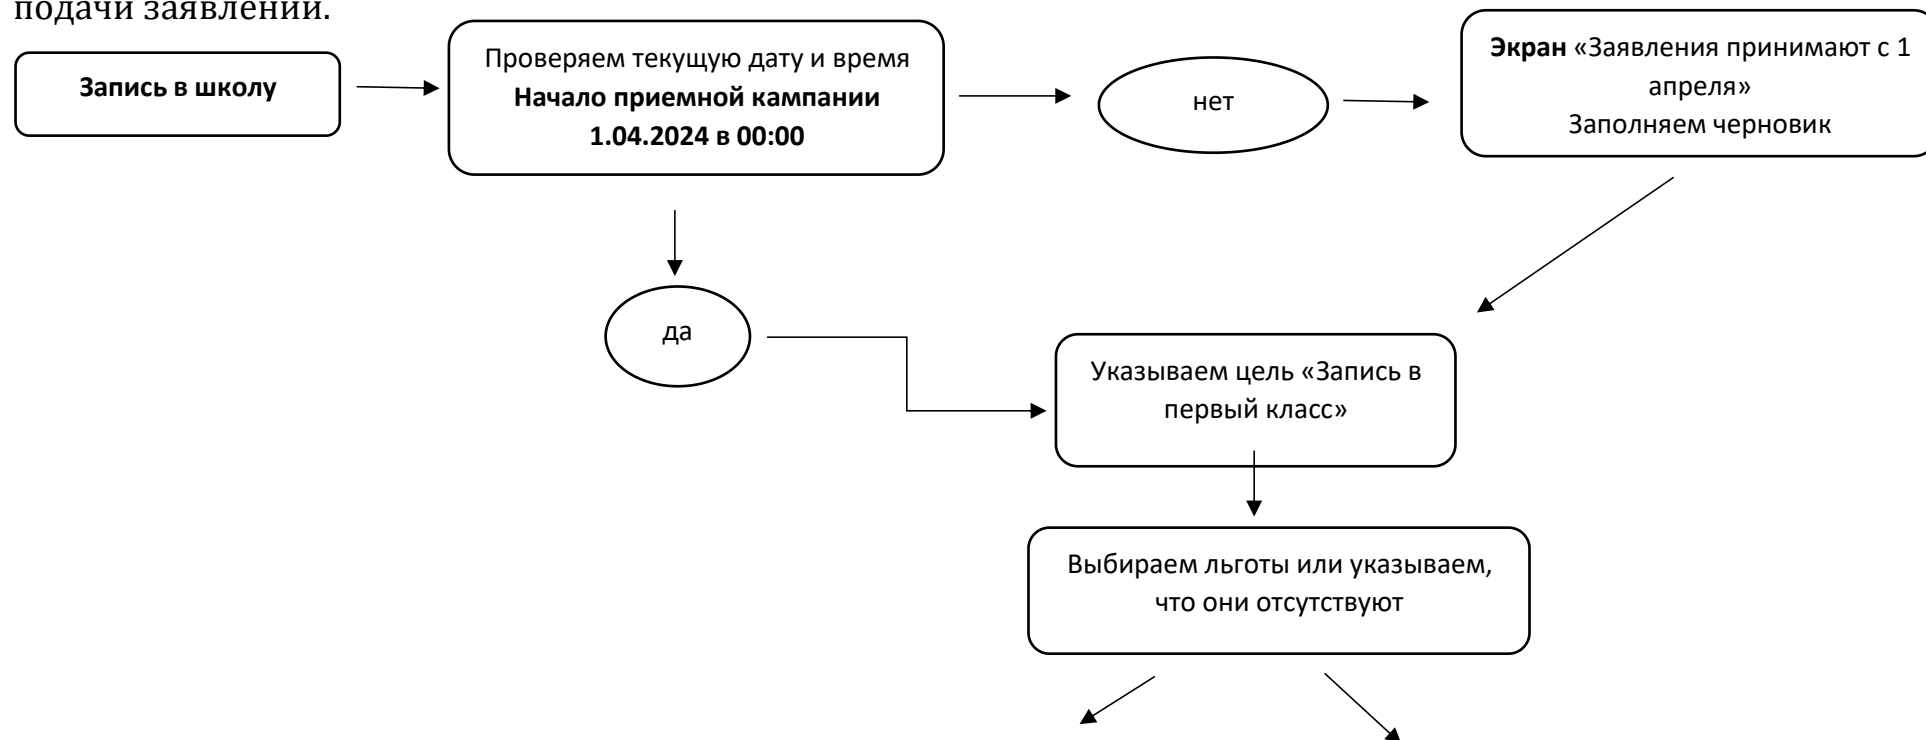 подачи заявлений.
Запись в школу
Проверяем текущую дату и время
Начало приемной кампании
1.04.2024 в 00:00
нет
Экран «Заявления принимают с 1
апреля»
Заполняем черновик
да
Указываем цель «Запись в
первый класс»
Выбираем льготы или указываем,
что они отсутствуют